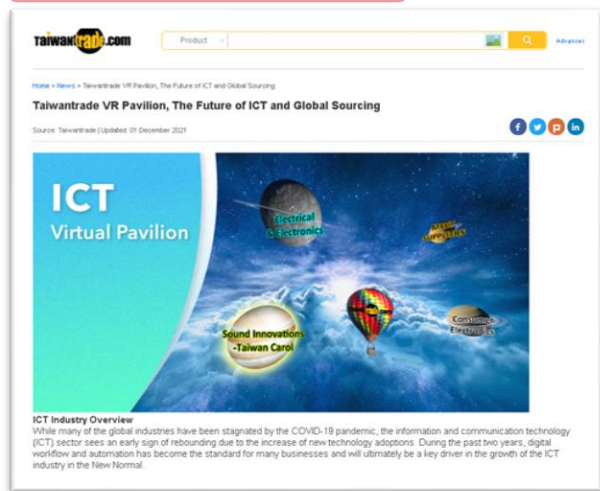 Taiwantrade.com
Product
Advanced
Home » News » Taiwantrade VR Pavilion, The Future of ICT and Global Sourcing
Taiwantrade VR Pavilion, The Future of ICT and Global Sourcing
Source: Taiwantrade | Updated: 01 December 2021
ICT
Virtual Pavilion
Electrical
& Electronics
SUPPLIERS
Sound Innovations
-Taiwan Carol
Consumer
Electronics
ICT Industry Overview
While many of the global industries have been stagnated by the COVID-19 pandemic, the information and communication technology
(ICT) sector sees an early sign of rebounding due to the increase of new technology adoptions. During the past two years, digital
workflow and automation has become the standard for many businesses and will ultimately be a key driver in the growth of the ICT
industry in the New Normal.